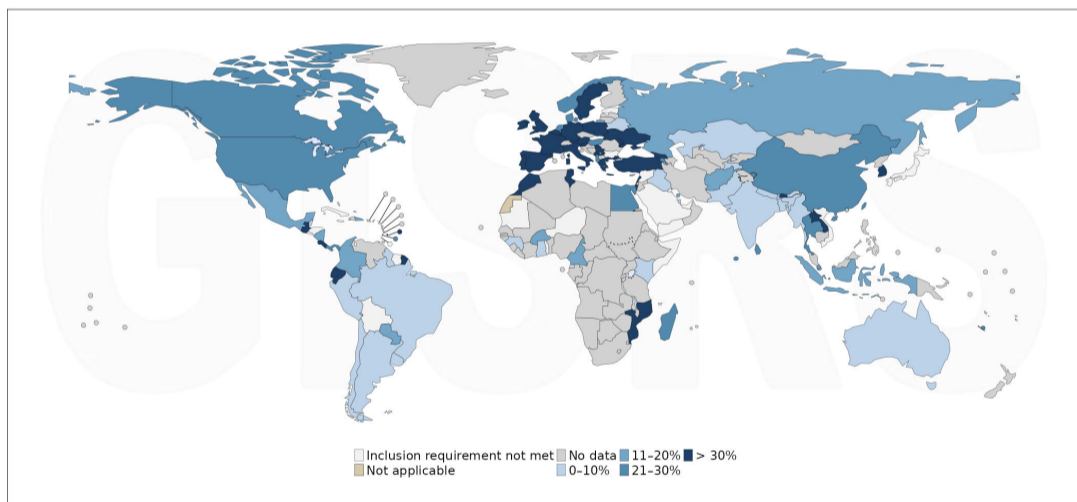 GISRS
Inclusion requirement not met No data 11–20% > 30%
Not applicable 0–10% 21–30%